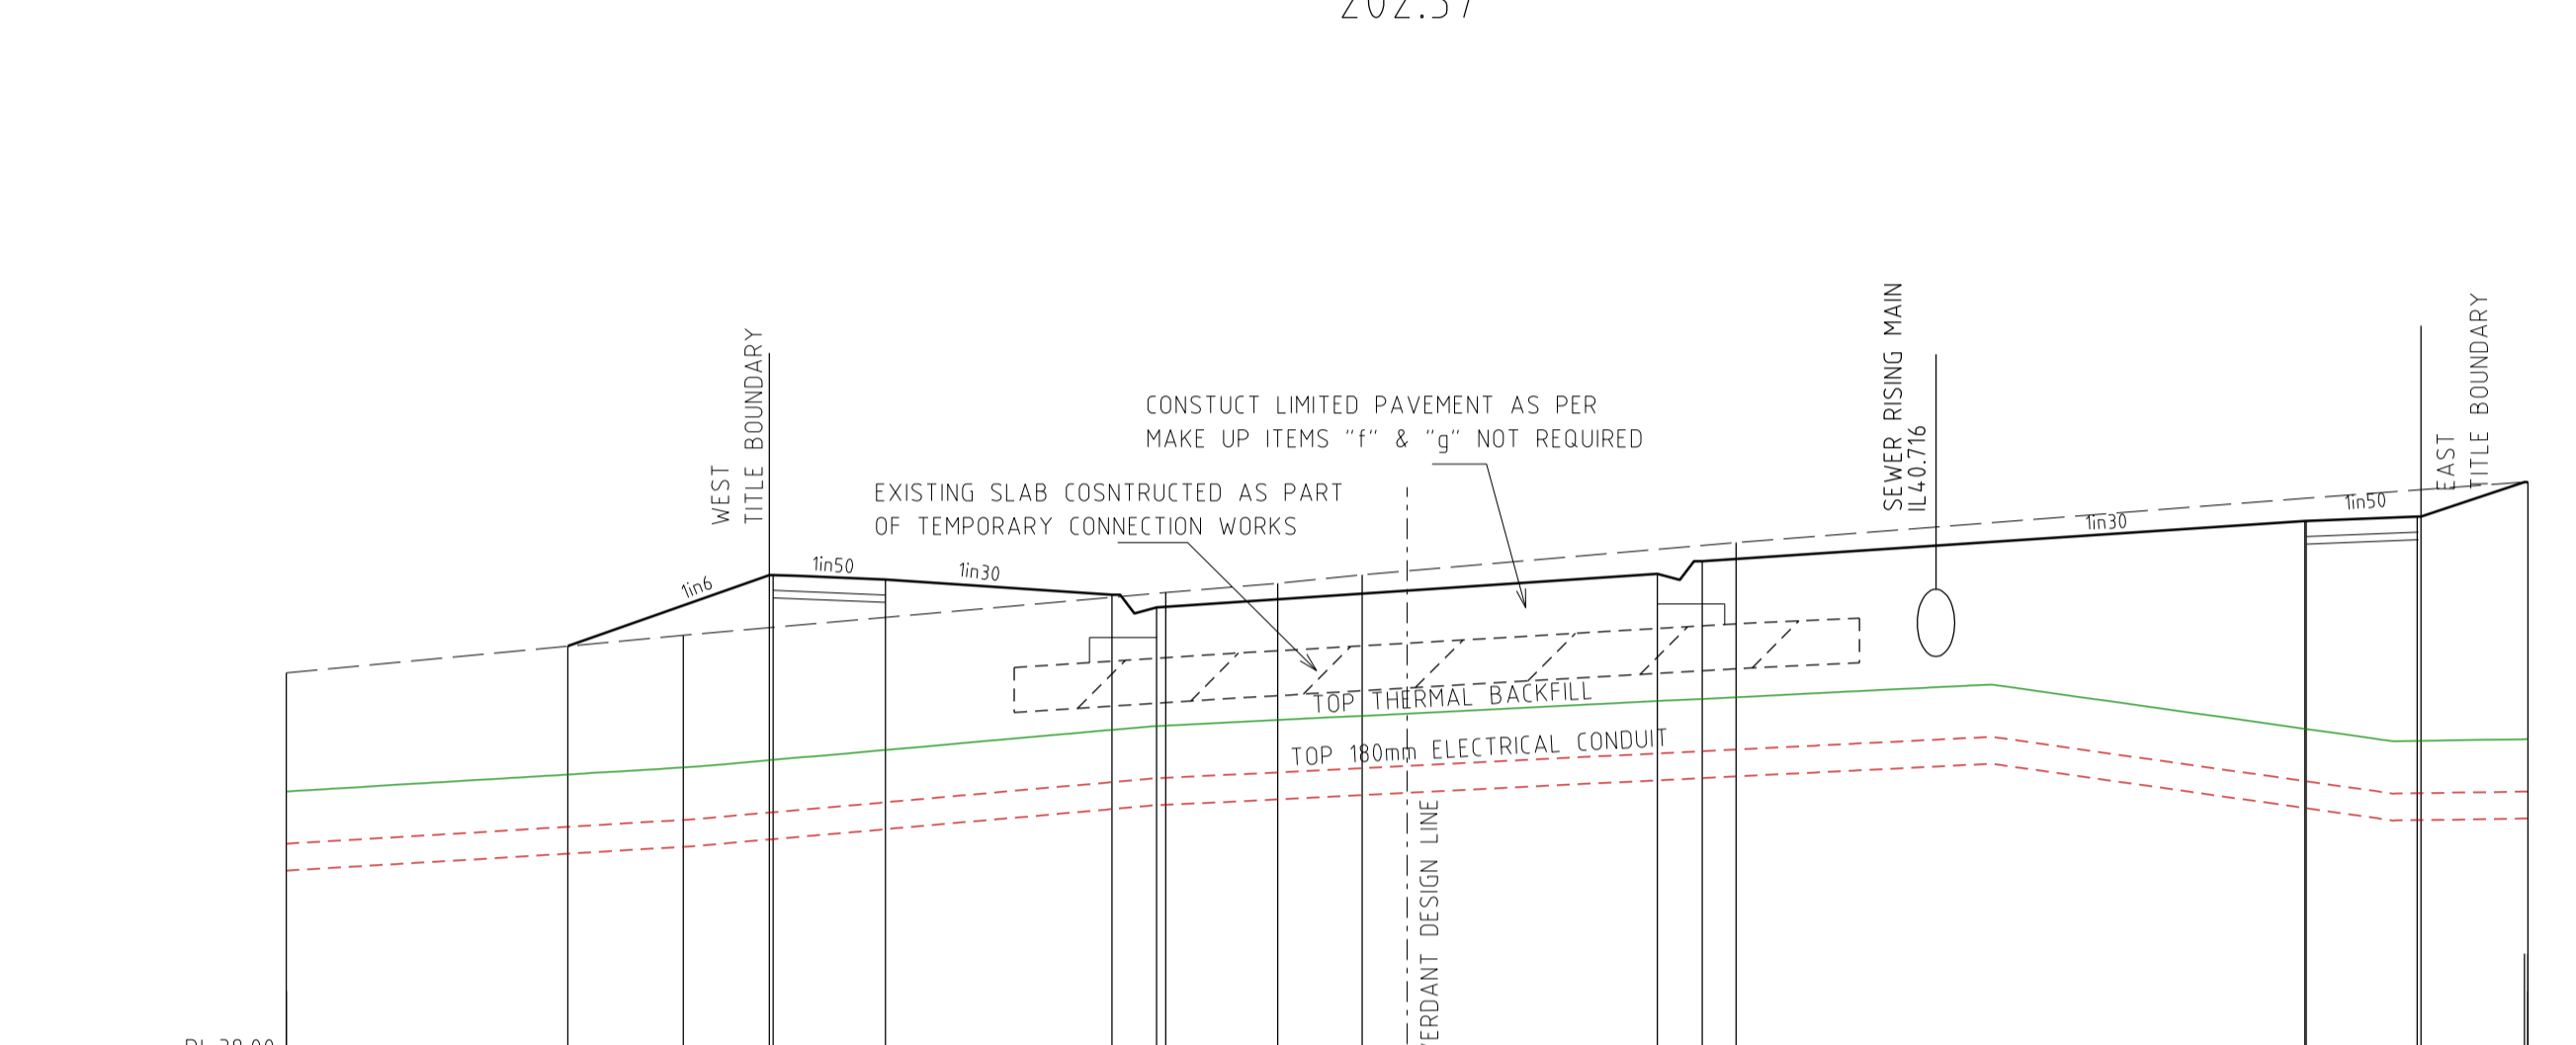 202.57
WEST
TITLE BOUNDARY
CONSTUCT LIMITED PAVEMENT AS PER
MAKE UP ITEMS "f" & "g" NOT REQUIRED
EXISTING SLAB COSNTRUCTED AS PART
OF TEMPORARY CONNECTION WORKS
SEWER RISING MAIN
IL40.716
EAST
TITLE BOUNDARY
1in6
1in50
1in30
1in30
1in50
TOP THERMAL BACKFILL
TOP 180mm ELECTRICAL CONDUIT
DESIGN LINE